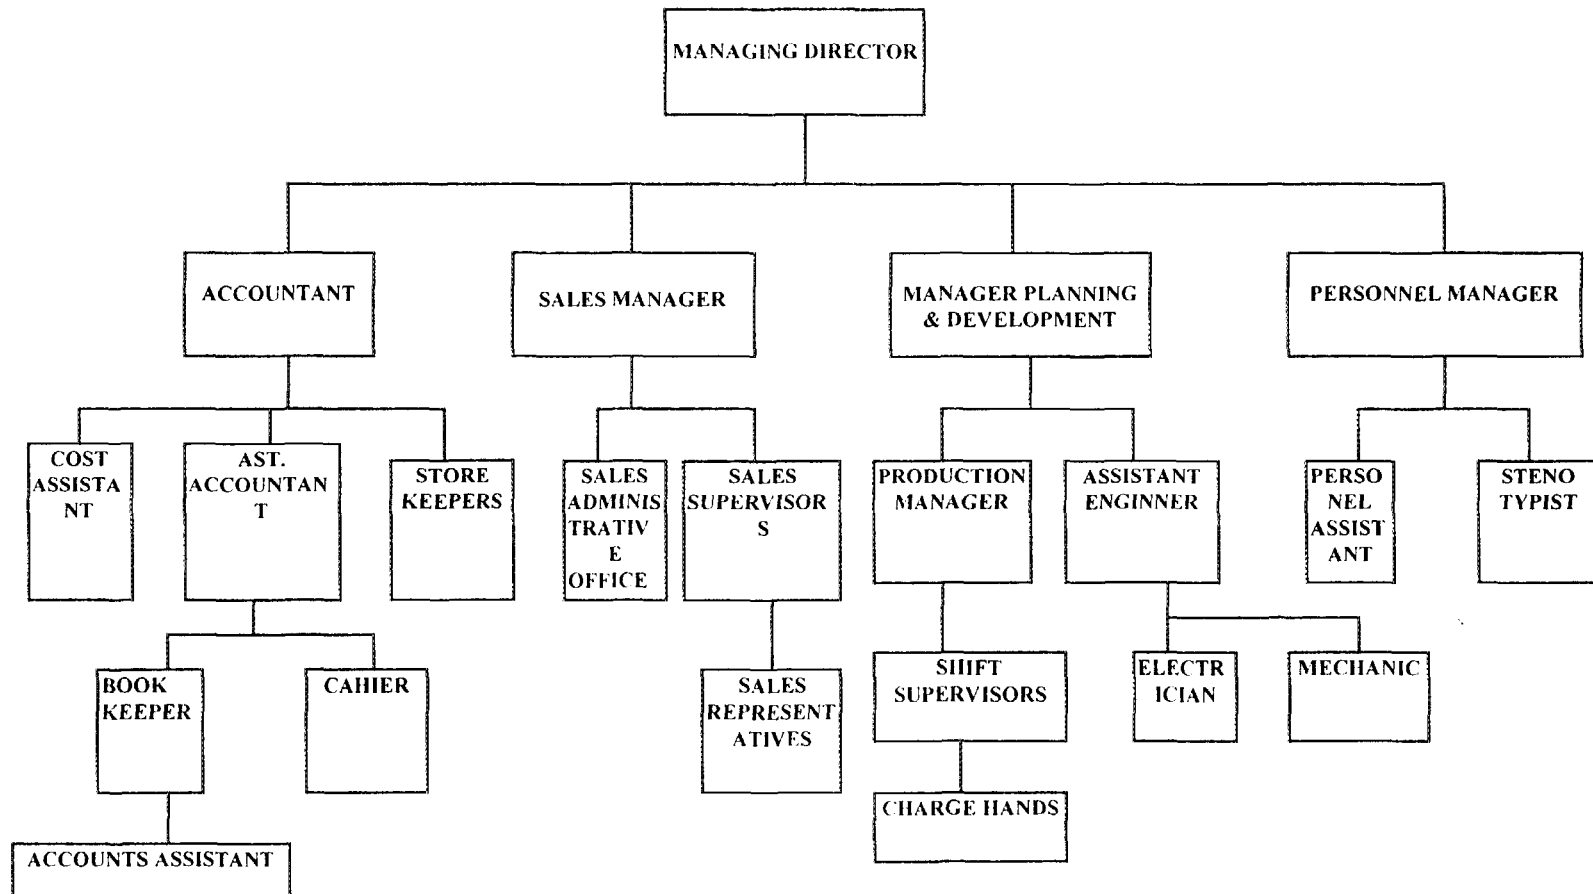 MANAGING DIRECTOR
ACCOUNTANT
SALES MANAGER
MANAGER PLANNING
& DEVELOPMENT
PERSONNEL MANAGER
COST
ASSISTA
NT
AST.
ACCOUNTAN
T
STORE
KEEPERS
SALES
ADMINIS
TRATIV
E
OFFICE
SALES
SUPERVISOR
S
PRODUCTION
MANAGER
ASSISTANT
ENGINNER
PERSO
NEL
ASSIST
ANT
STENO
TYPIST
BOOK
KEEPER
CAHIER
SALES
REPRESENT
ATIVES
SHIFT
SUPERVISORS
ELECTR
ICIAN
MECHANIC
CHARGE HANDS
ACCOUNTS ASSISTANT